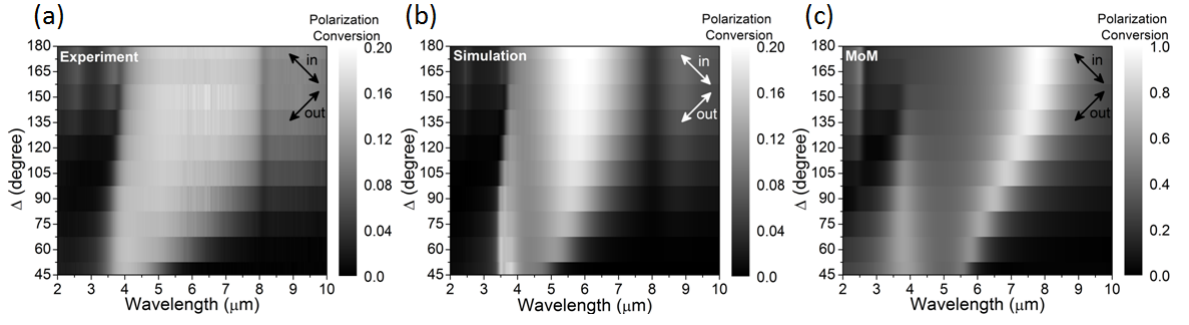 (a)
Polarization
Conversion
Experiment
in
out
180
165
150
135
120
105
90
75
60
45
Δ (degree)
2 3 4 5 6 7 8 9 10
Wavelength (μm)
0.20
0.16
0.12
0.08
0.04
0.0
(b)
Polarization
Conversion
Simulation
in
out
180
165
150
135
120
105
90
75
60
45
Δ (degree)
2 3 4 5 6 7 8 9 10
Wavelength (μm)
0.20
0.16
0.12
0.08
0.04
0.0
(c)
Polarization
Conversion
MoM
in
out
180
165
150
135
120
105
90
75
60
45
Δ (degree)
2 3 4 5 6 7 8 9 10
Wavelength (μm)
1.0
0.8
0.6
0.4
0.2
0.0